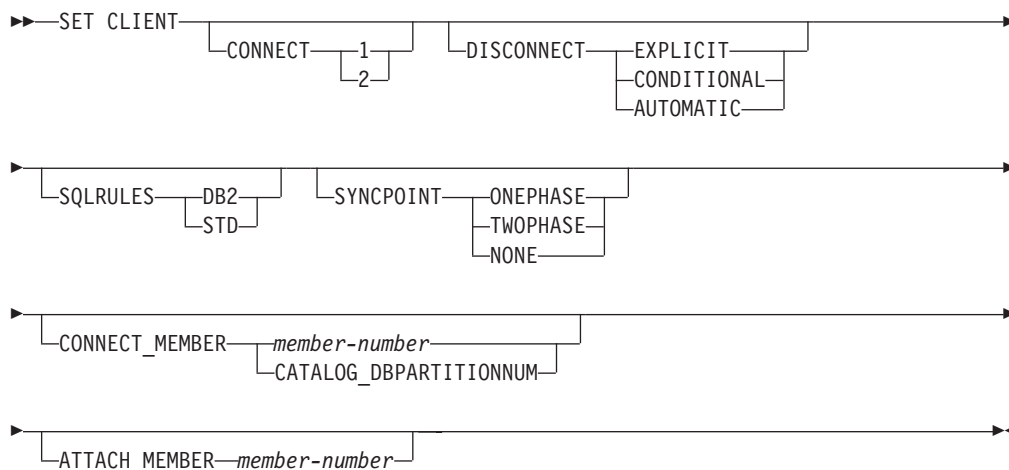 SET CLIENT
CONNECT 1
2
DISCONNECT EXPLICIT
CONDITIONAL
AUTOMATIC
SQLRULES DB2
STD
SYNCPOINT ONEPHASE
TWOPHASE
NONE
CONNECT_MEMBER member-number
CATALOG_DBPARTITIONNUM
ATTACH_MEMBER member-number